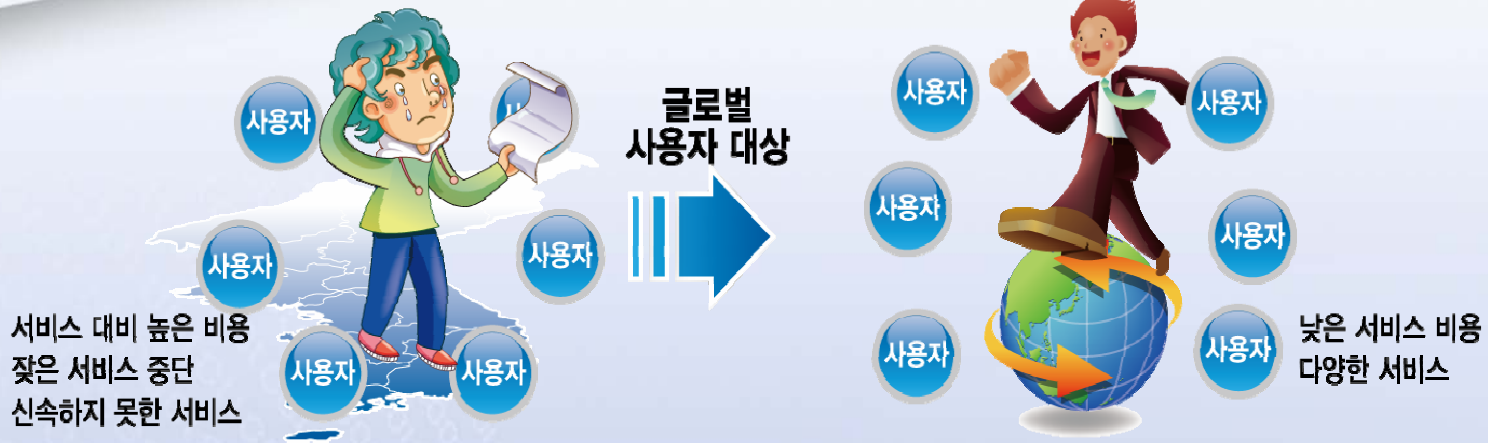 사용자
사용자
사용자
사용자
사용자
서비스 대비 높은 비용
잦은 서비스 중단
신속하지 못한 서비스
글로벌
사용자 대상
사용자
사용자
사용자
사용자
사용자
사용자
낮은 서비스 비용
다양한 서비스